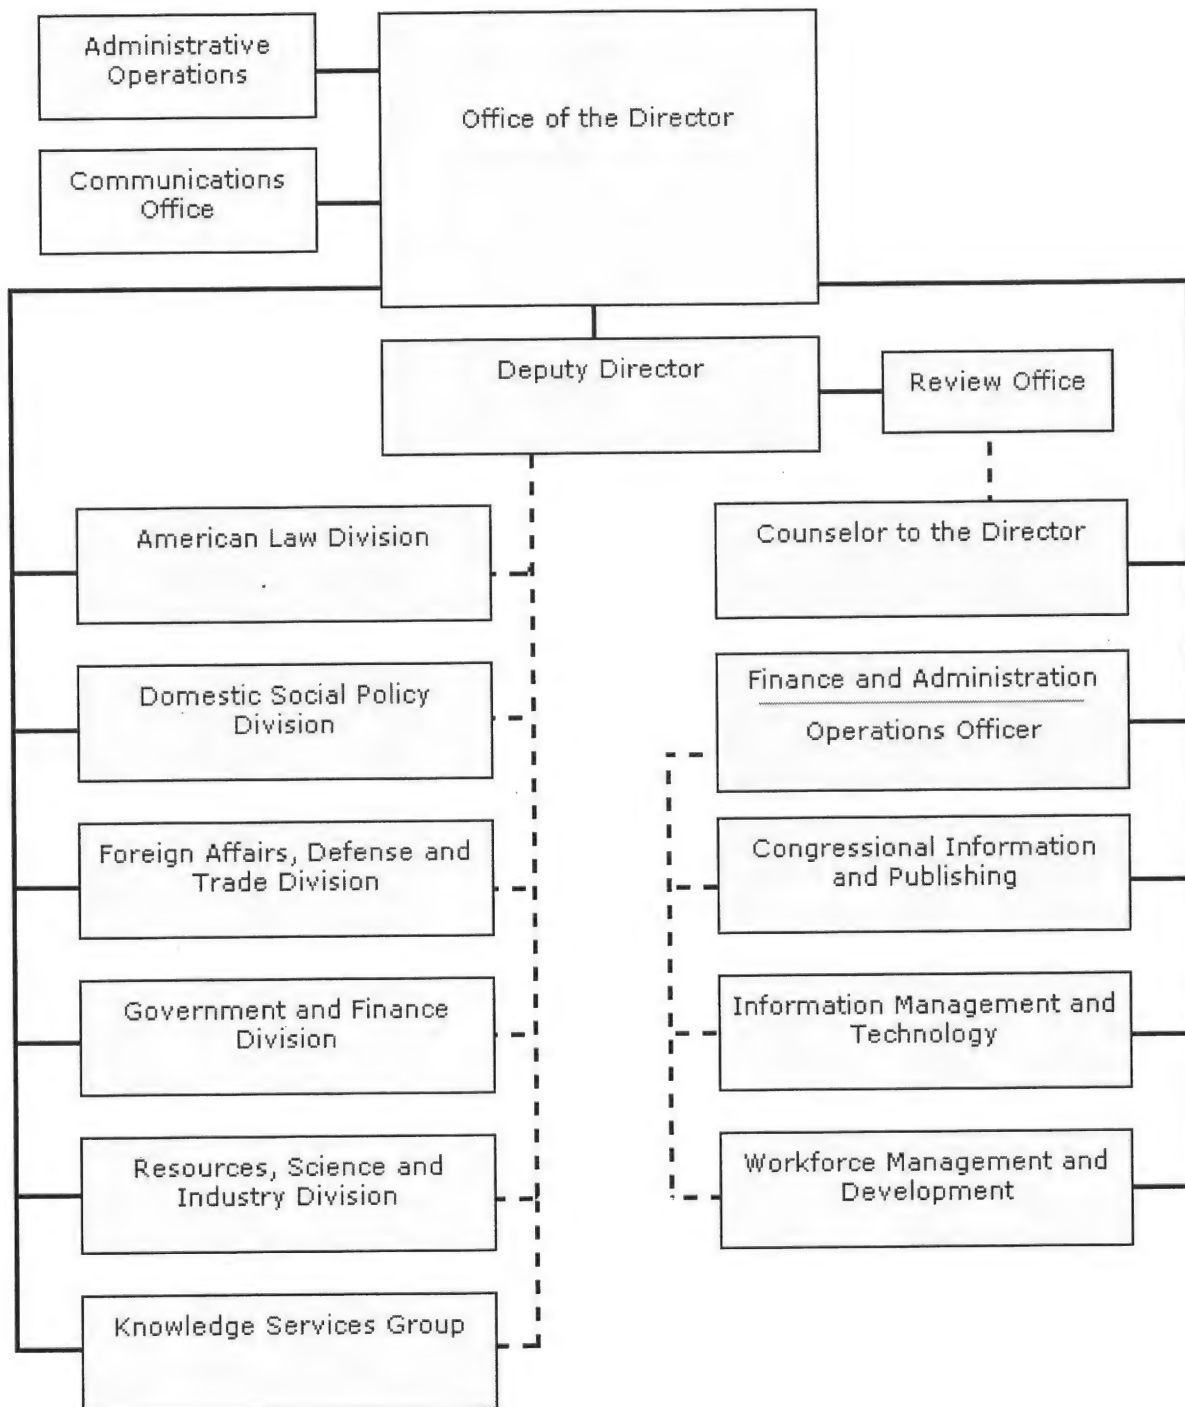 Administrative
Operations
Office of the Director
Communications
Office
Deputy Director
Review Office
American Law Division
Counselor to the Director
Domestic Social Policy
Division
Finance and Administration
Operations Officer
Foreign Affairs, Defense and
Trade Division
Congressional Information
and Publishing
Government and Finance
Division
Information Management and
Technology
Resources, Science and
Industry Division
Workforce Management and
Development
Knowledge Services Group